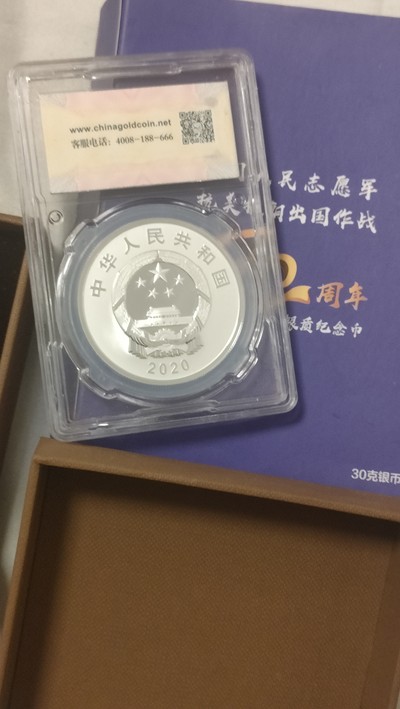 www.chinagoldcoin.net
客服电话：4008-188-666
民志愿军
抗美
出国作战
周年
银质纪念币
中华人民共和国
2020
30克银币